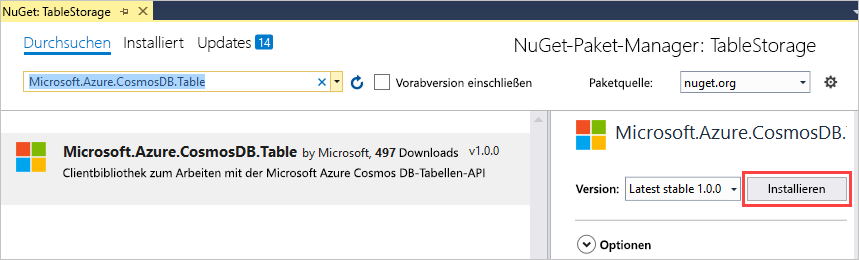 NuGet: TableStorage
Durchsuchen Installiert Updates 14
NuGet-Paket-Manager: TableStorage
Microsoft.Azure.CosmosDB.Table
Vorabversion einschließen
Paketquelle: nuget.org
Microsoft.Azure.CosmosDB.Table by Microsoft, 497 Downloads v1.0.0
Clientbibliothek zum Arbeiten mit der Microsoft Azure Cosmos DB-Tabellen-API
Microsoft.Azure.CosmosDB.
Version: Latest stable 1.0.0 Installieren
Optionen